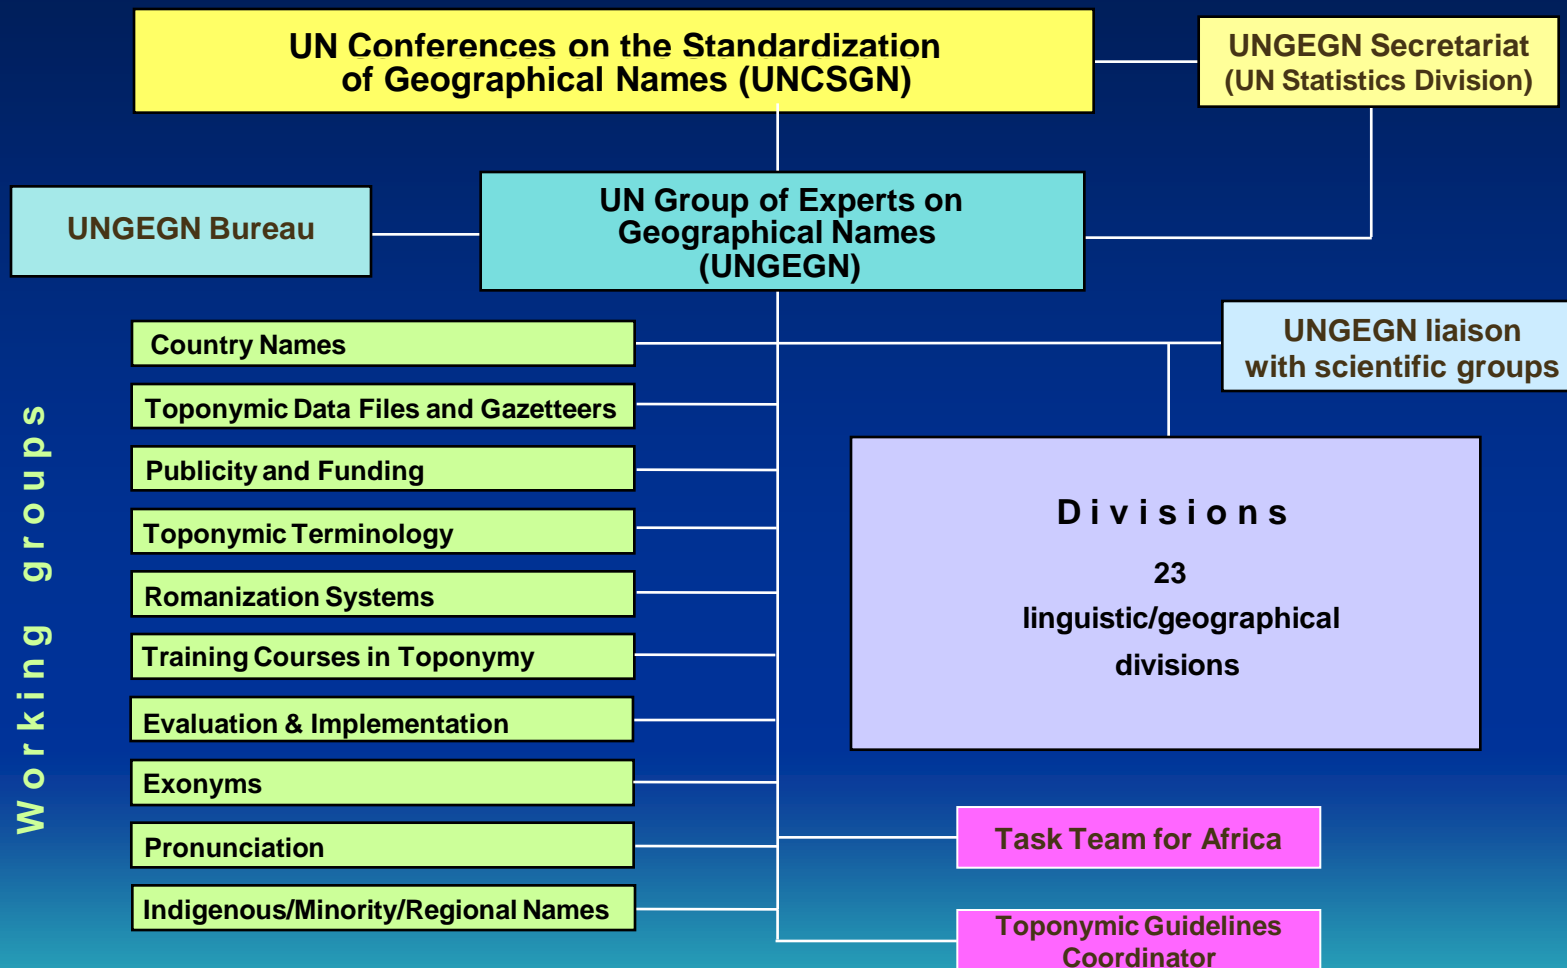 UN Conferences on the Standardization
of Geographical Names (UNCSGN)
UNGEGN Secretariat
(UN Statistics Division)
UNGEGN Bureau
UN Group of Experts on
Geographical Names
(UNGEGN)
UNGEGN liaison
with scientific groups
Working groups
Country Names
Toponymic Data Files and Gazetteers
Publicity and Funding
Toponymic Terminology
Romanization Systems
Training Courses in Toponymy
Evaluation & Implementation
Exonyms
Pronunciation
Indigenous/Minority/Regional Names
Divisions
23
linguistic/geographical
divisions
Task Team for Africa
Toponymic Guidelines
Coordinator